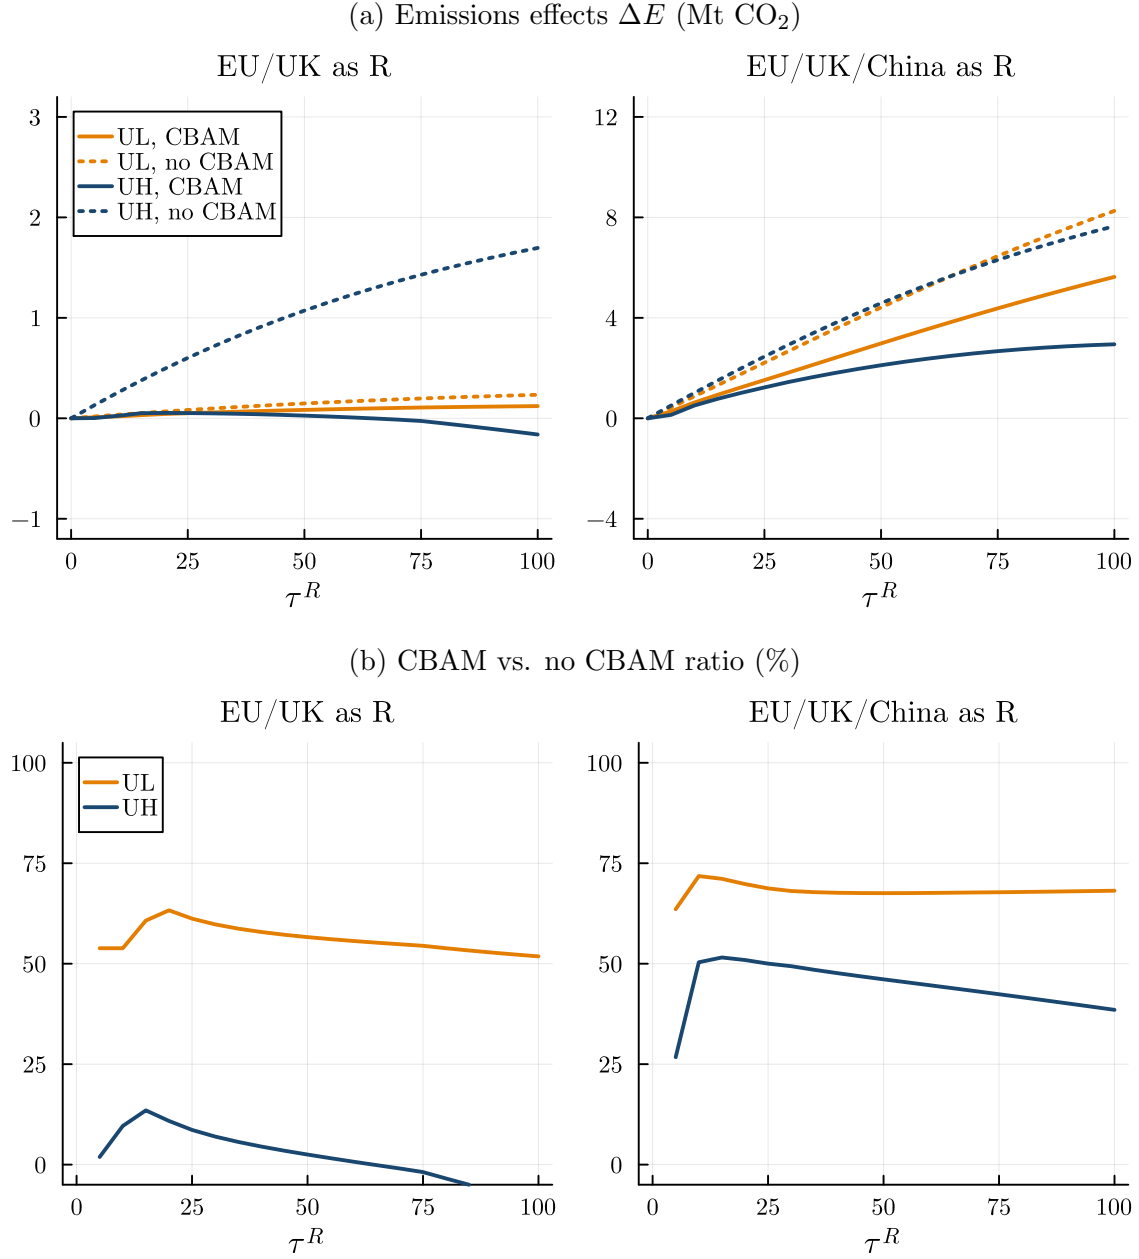 (a) Emissions effects ΔE (Mt CO₂)
EU/UK as R
EU/UK/China as R
3
2
1
0
−1
UL, CBAM
UL, no CBAM
UH, CBAM
UH, no CBAM
0 25 50 75 100
τᴿ
12
8
4
0
−4
0 25 50 75 100
τᴿ
(b) CBAM vs. no CBAM ratio (%)
EU/UK as R
EU/UK/China as R
100
75
50
25
0
UL
UH
0 25 50 75 100
τᴿ
100
75
50
25
0
0 25 50 75 100
τᴿ